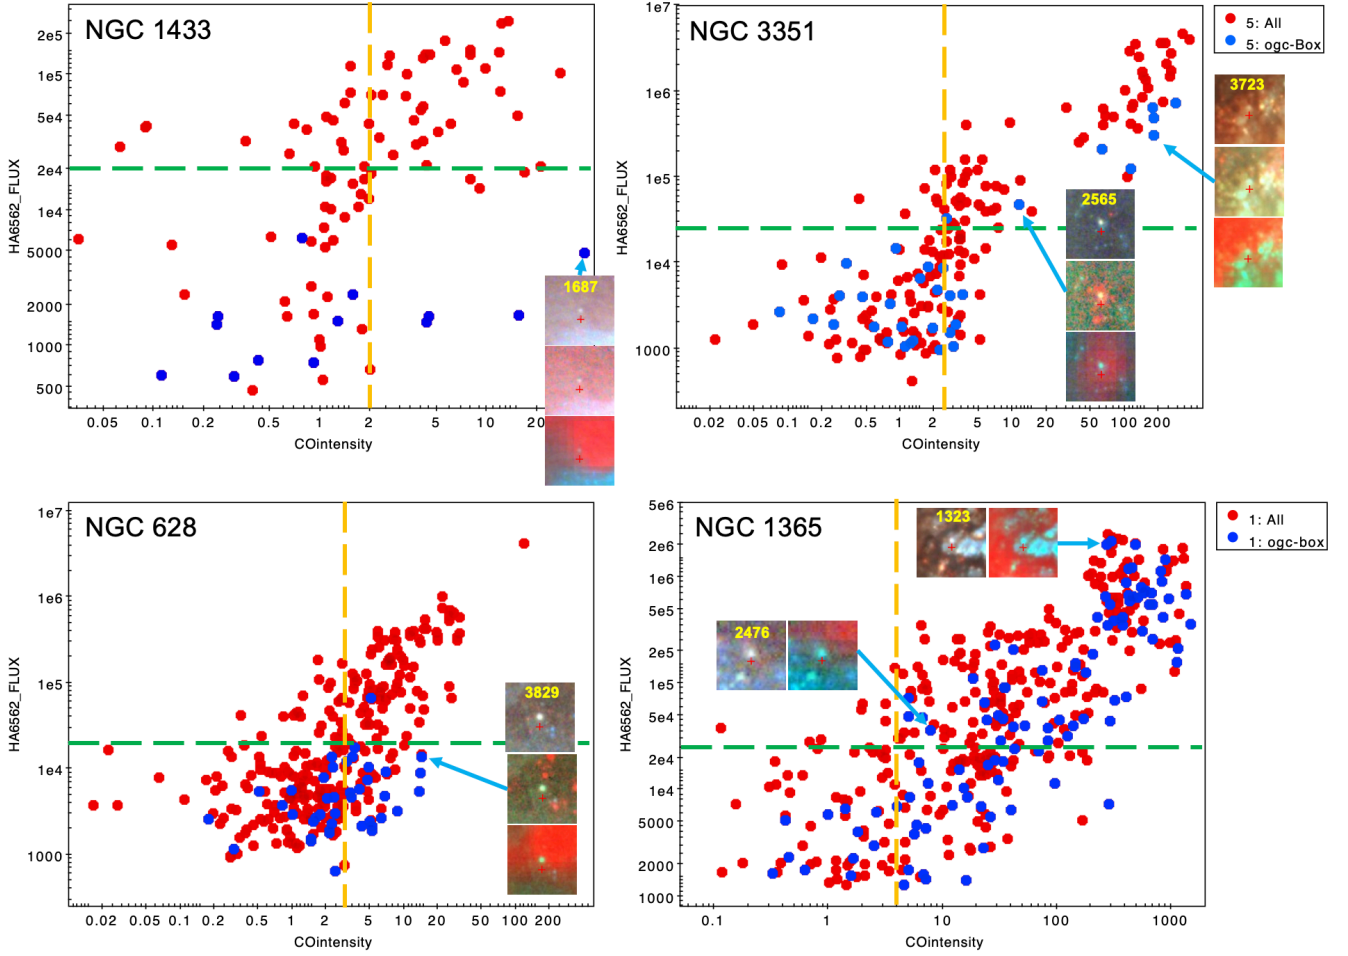 NGC 1433
2e5
1e5
5e4
2e4
1e4
5000
2000
1000
500
HA6562_FLUX
0.05 0.1 0.2 0.5 1 2 5 10 20
COintensity
1687
NGC 3351
1e7
1e6
1e5
1e4
1000
HA6562_FLUX
0.02 0.05 0.1 0.2 0.5 1 2 5 10 20 50 100 200
COintensity
5: All
5: ogc-Box
3723
2565
NGC 628
1e7
1e6
1e5
1e4
1000
HA6562_FLUX
0.02 0.05 0.1 0.2 0.5 1 2 5 10 20 50 100 200
COintensity
3829
NGC 1365
5e6
2e6
1e6
5e5
2e5
1e5
5e4
2e4
1e4
5000
2000
1000
HA6562_FLUX
0.1 1 10 100 1000
COintensity
1323
2476
1: All
1: ogc-box